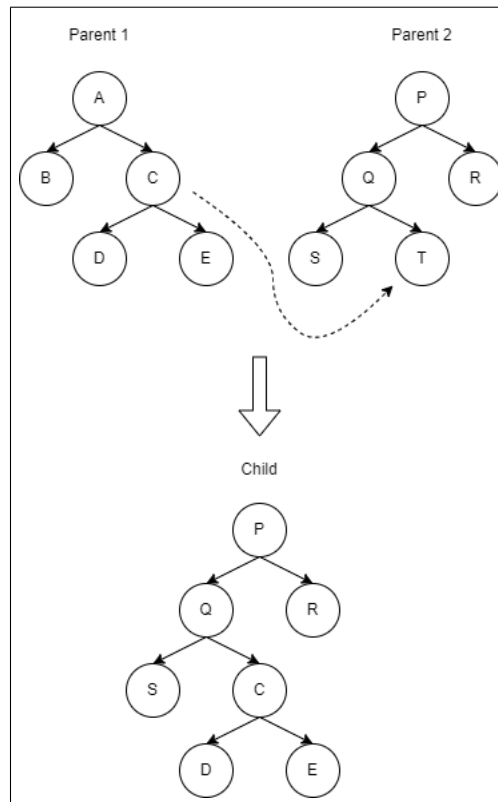 Parent 1 Parent 2
A P
B C Q R
D E S T
Child
P
Q R
S C
D E